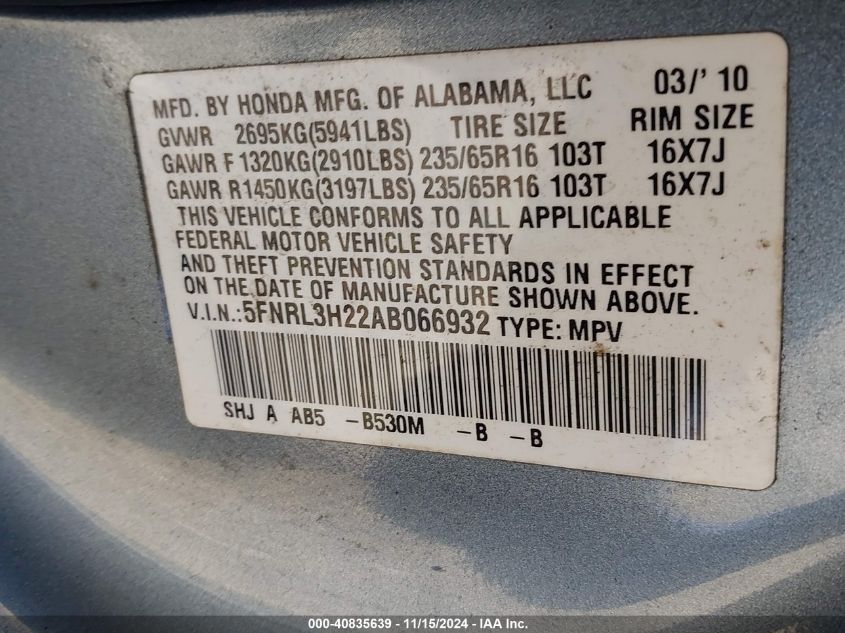 MFD. BY HONDA MFG. OF ALABAMA, LLC 03/' 10
GVWR 2695KG(5941LBS) TIRE SIZE RIM SIZE
GAWR F 1320KG(2910LBS) 235/65R16 103T 16X7J
GAWR R1450KG(3197LBS) 235/65R16 103T 16X7J
THIS VEHICLE CONFORMS TO ALL APPLICABLE
FEDERAL MOTOR VEHICLE SAFETY
AND THEFT PREVENTION STANDARDS IN EFFECT
ON THE DATE OF MANUFACTURE SHOWN ABOVE.
V.I.N.:5FNRL3H22AB066932 TYPE: MPV
SHJ A AB5 -B530M -B -B
000-40835639 - 11/15/2024 - IAA Inc.